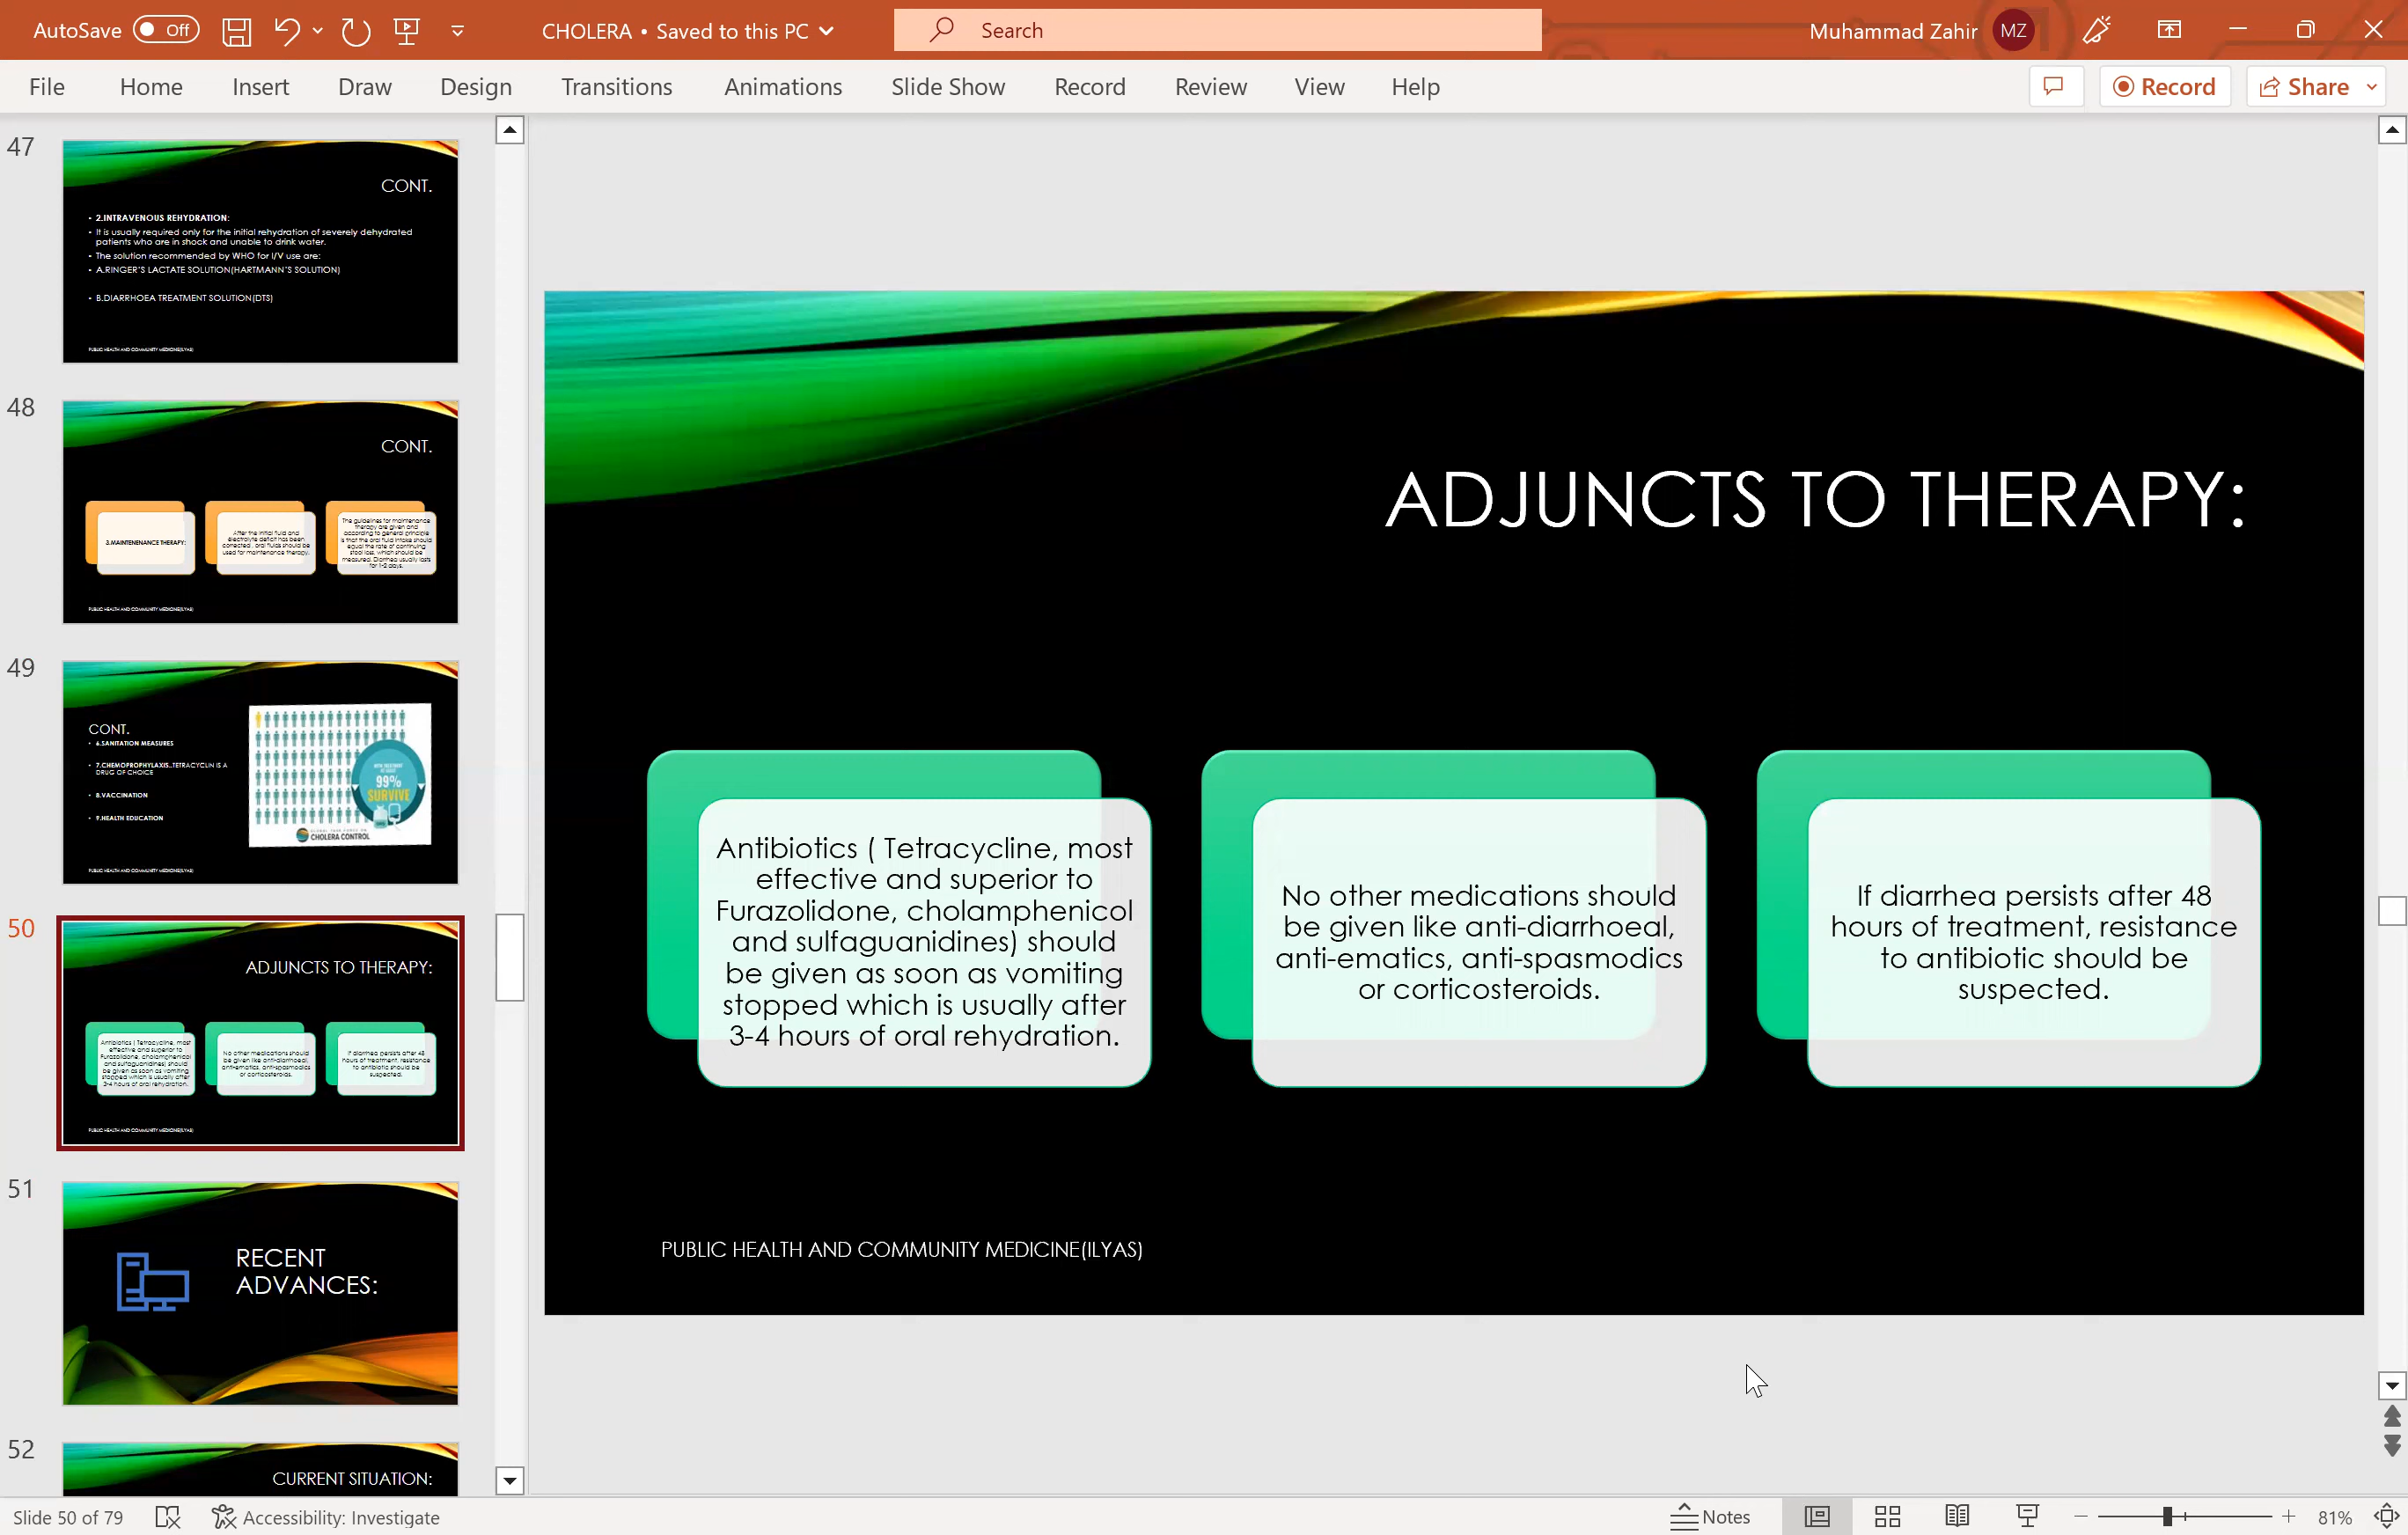 AutoSave Off
CHOLERA • Saved to this PC
Search
Muhammad Zahir MZ
File Home Insert Draw Design Transitions Animations Slide Show Record Review View Help
Record Share
47
CONT.
• 2.INTRAVENOUS REHYDRATION:
• It is usually required only for the initial rehydration of severely dehydrated
patients who are in shock and unable to drink water.
• The solution recommended by WHO for I/V use are:
• A.RINGER'S LACTATE SOLUTION(HARTMANN'S SOLUTION)
• B.DIARRHOEA TREATMENT SOLUTION(DTS)
PUBLIC HEALTH AND COMMUNITY MEDICINE(ILYAS)
48
CONT.
3.MAINTENENANCE THERAPY:
After the initial fluid and
electrolyte deficit has been
corrected , oral fluids should be
used for maintenance therapy.
The guidelines for maintenance
therapy are given and
according to general principle
is that the oral fluid intake should
equal the rate of continuing
stool loss, which should be
measured. Diarrhea usually lasts
for 1-2 days.
PUBLIC HEALTH AND COMMUNITY MEDICINE(ILYAS)
49
CONT.
• 6.SANITATION MEASURES
• 7.CHEMOPROPHYLAXIS..TETRACYCLIN IS A
DRUG OF CHOICE
• 8.VACCINATION
• 9.HEALTH EDUCATION
99%
SURVIVE
CHOLERA CONTROL
PUBLIC HEALTH AND COMMUNITY MEDICINE(ILYAS)
50
ADJUNCTS TO THERAPY:
Antibiotics ( Tetracycline, most
effective and superior to
Furazolidone, cholamphenicol
and sulfaguanidines) should
be given as soon as vomiting
stopped which is usually after
3-4 hours of oral rehydration.
No other medications should
be given like anti-diarrhoeal,
anti-ematics, anti-spasmodics
or corticosteroids.
If diarrhea persists after 48
hours of treatment, resistance
to antibiotic should be
suspected.
PUBLIC HEALTH AND COMMUNITY MEDICINE(ILYAS)
51
RECENT
ADVANCES:
52
CURRENT SITUATION:
ADJUNCTS TO THERAPY:
Antibiotics ( Tetracycline, most
effective and superior to
Furazolidone, cholamphenicol
and sulfaguanidines) should
be given as soon as vomiting
stopped which is usually after
3-4 hours of oral rehydration.
No other medications should
be given like anti-diarrhoeal,
anti-ematics, anti-spasmodics
or corticosteroids.
If diarrhea persists after 48
hours of treatment, resistance
to antibiotic should be
suspected.
PUBLIC HEALTH AND COMMUNITY MEDICINE(ILYAS)
Slide 50 of 79 Accessibility: Investigate Notes 81%